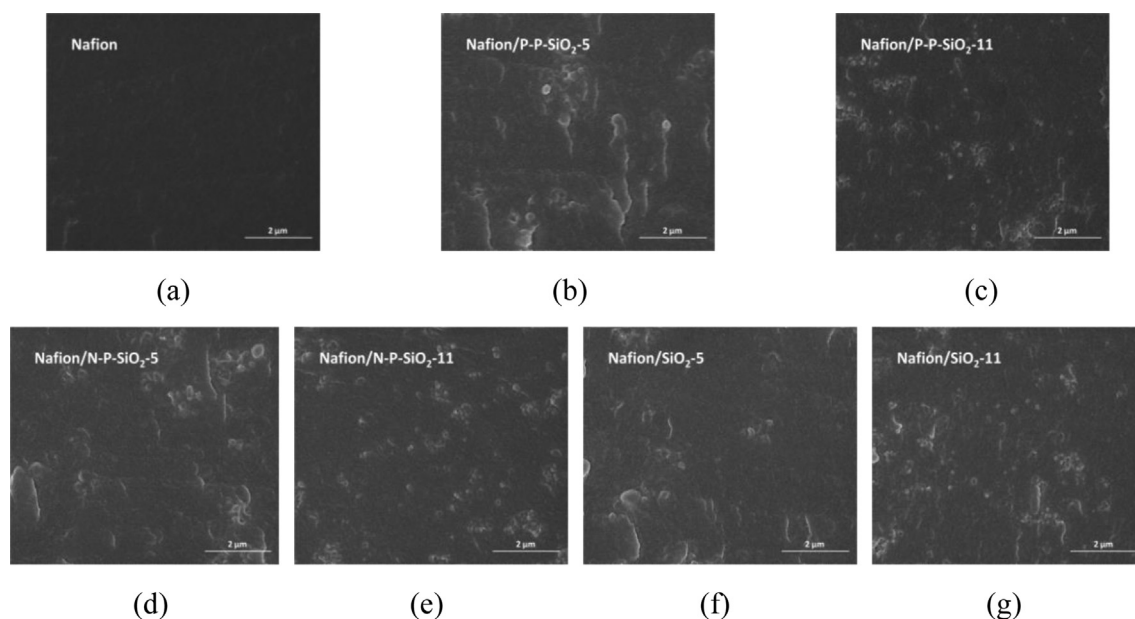 Nafion
2 μm
(a)
Nafion/P-P-SiO₂-5
2 μm
(b)
Nafion/P-P-SiO₂-11
2 μm
(c)
Nafion/N-P-SiO₂-5
2 μm
(d)
Nafion/N-P-SiO₂-11
2 μm
(e)
Nafion/SiO₂-5
2 μm
(f)
Nafion/SiO₂-11
2 μm
(g)